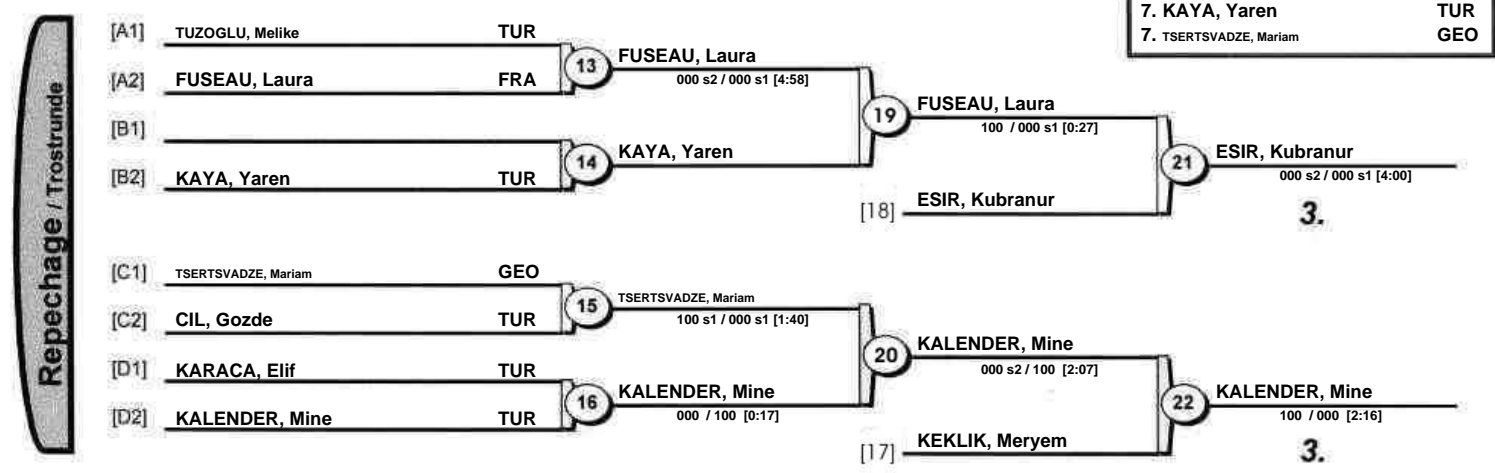 7. KAYA, Yaren TUR
7. TSERTSVADZE, Mariam GEO
Repechage / Trostrunde
[A1] TUZOGLU, Melike TUR
[A2] FUSEAU, Laura FRA
13 FUSEAU, Laura
000 s2 / 000 s1 [4:58]
[B1]
[B2] KAYA, Yaren TUR
14 KAYA, Yaren
19 FUSEAU, Laura
100 / 000 s1 [0:27]
[18] ESIR, Kubranur
21 ESIR, Kubranur
000 s2 / 000 s1 [4:00]
3.
[C1] TSERTSVADZE, Mariam GEO
[C2] CIL, Gozde TUR
15 TSERTSVADZE, Mariam
100 s1 / 000 s1 [1:40]
[D1] KARACA, Elif TUR
[D2] KALENDER, Mine TUR
16 KALENDER, Mine
000 / 100 [0:17]
20 KALENDER, Mine
000 s2 / 100 [2:07]
[17] KEKLIK, Meryem
22 KALENDER, Mine
100 / 000 [2:16]
3.